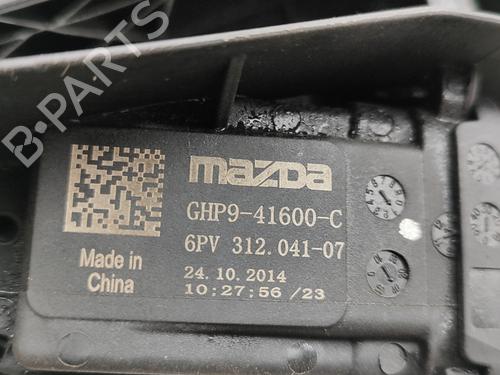 B-PARTS
mazda
GHP9-41600-C
6PV 312.041-07
Made in
China
24.10.2014
10:27:56 /23